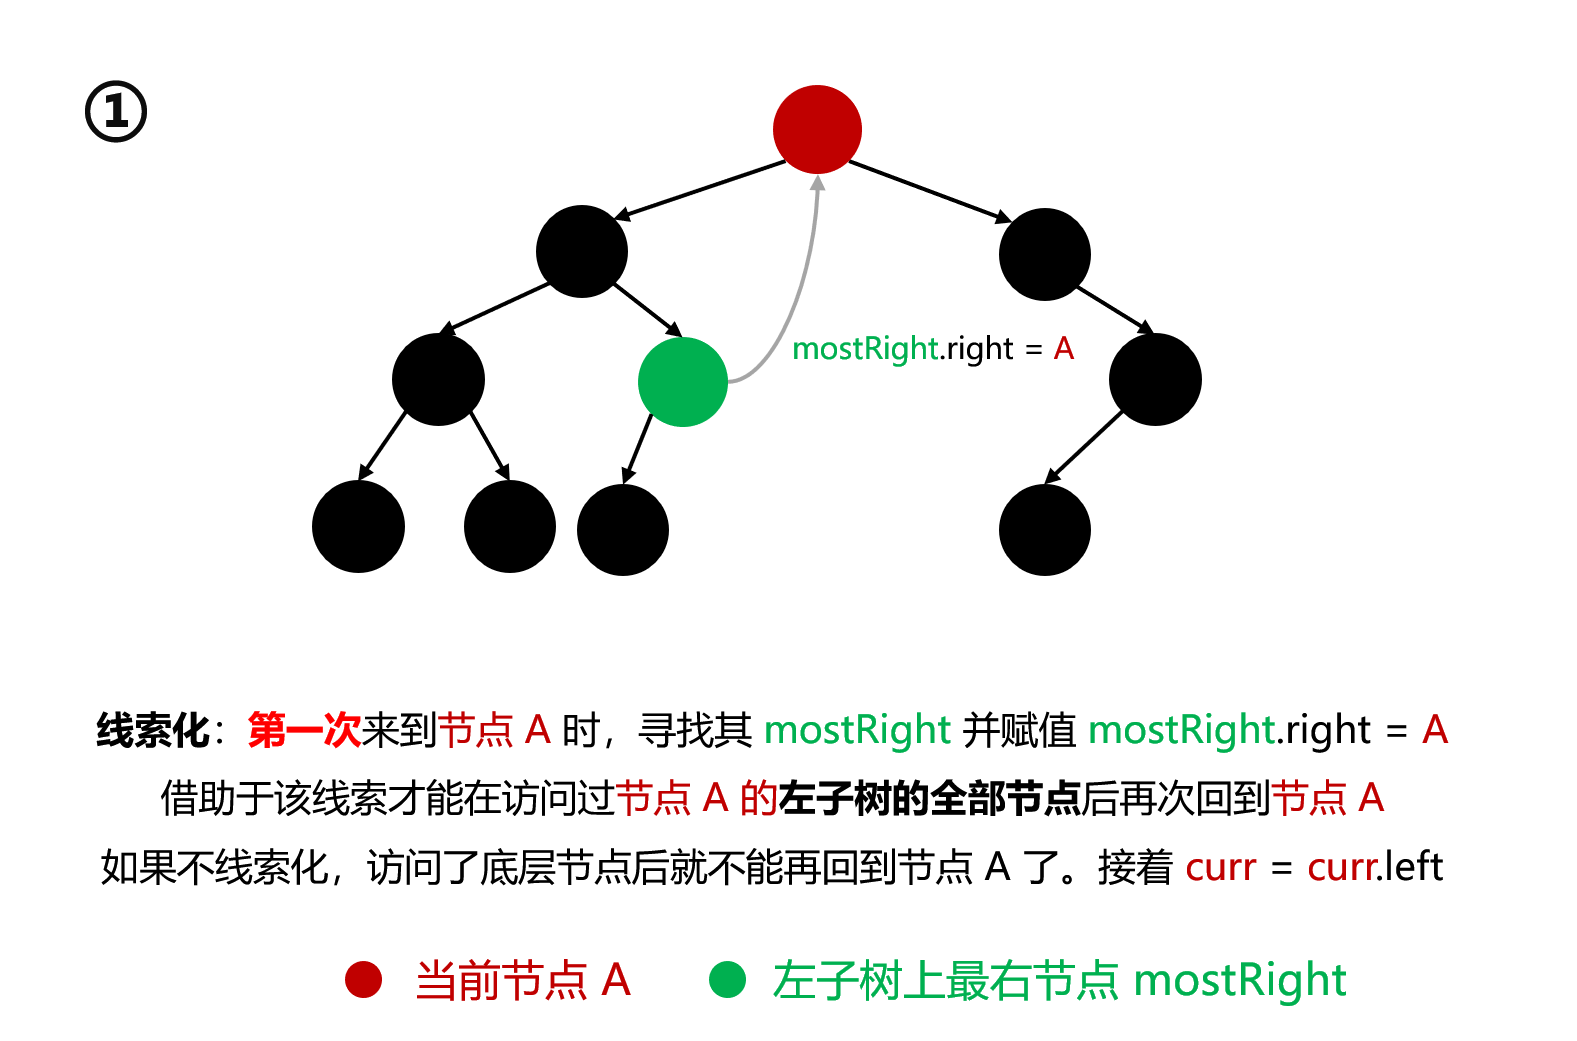 ①
mostRight.right = A
线索化：第一次来到节点 A 时，寻找其 mostRight 并赋值 mostRight.right = A
借助于该线索才能在访问过节点 A 的左子树的全部节点后再次回到节点 A
如果不线索化，访问了底层节点后就不能再回到节点 A 了。接着 curr = curr.left
当前节点 A
左子树上最右节点 mostRight